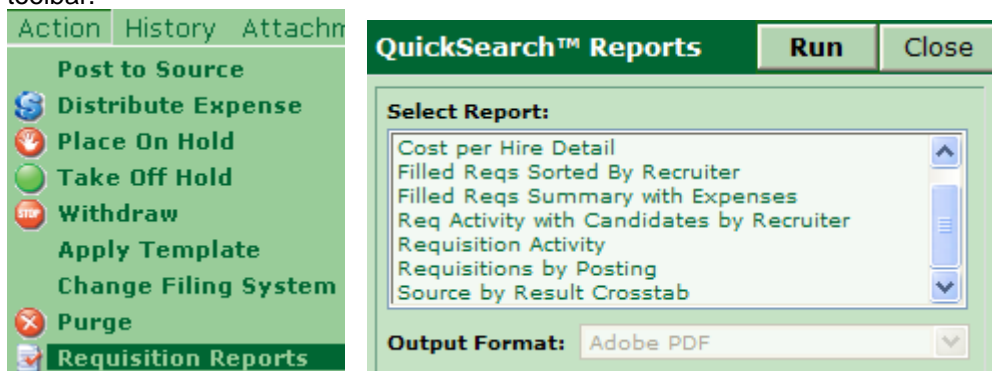 toolbar.
Action History Attachm
Post to Source
Distribute Expense
Place On Hold
Take Off Hold
STOP Withdraw
Apply Template
Change Filing System
Purge
Requisition Reports
QuickSearch™ Reports Run Close
Select Report:
Cost per Hire Detail
Filled Reqs Sorted By Recruiter
Filled Reqs Summary with Expenses
Req Activity with Candidates by Recruiter
Requisition Activity
Requisitions by Posting
Source by Result Crosstab
Output Format: Adobe PDF